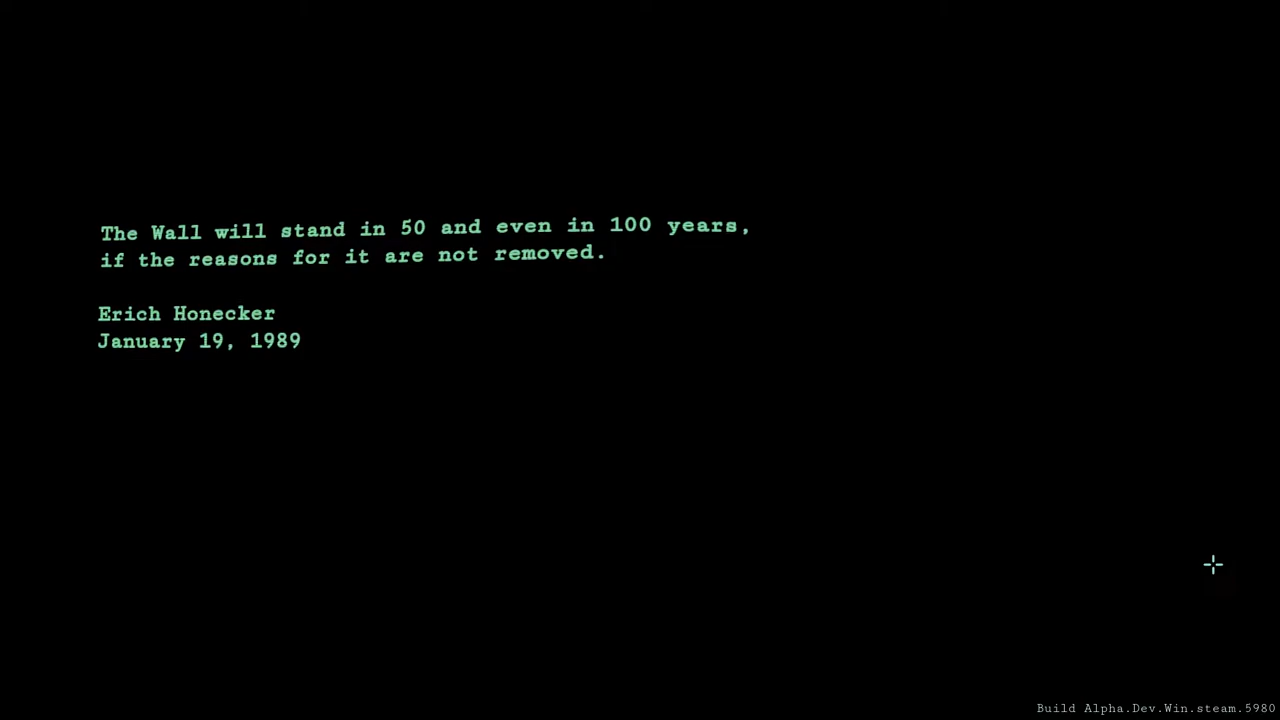 The Wall will stand in 50 and even in 100 years,
if the reasons for it are not removed.
Erich Honecker
January 19, 1989
Build Alpha.Dev.Win.steam.5980